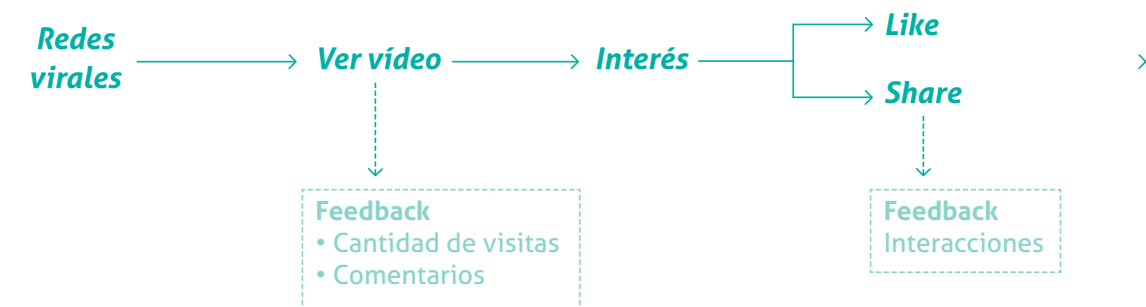 Redes
virales
Ver vídeo
Interés
Like
Share
Feedback
• Cantidad de visitas
• Comentarios
Feedback
Interacciones